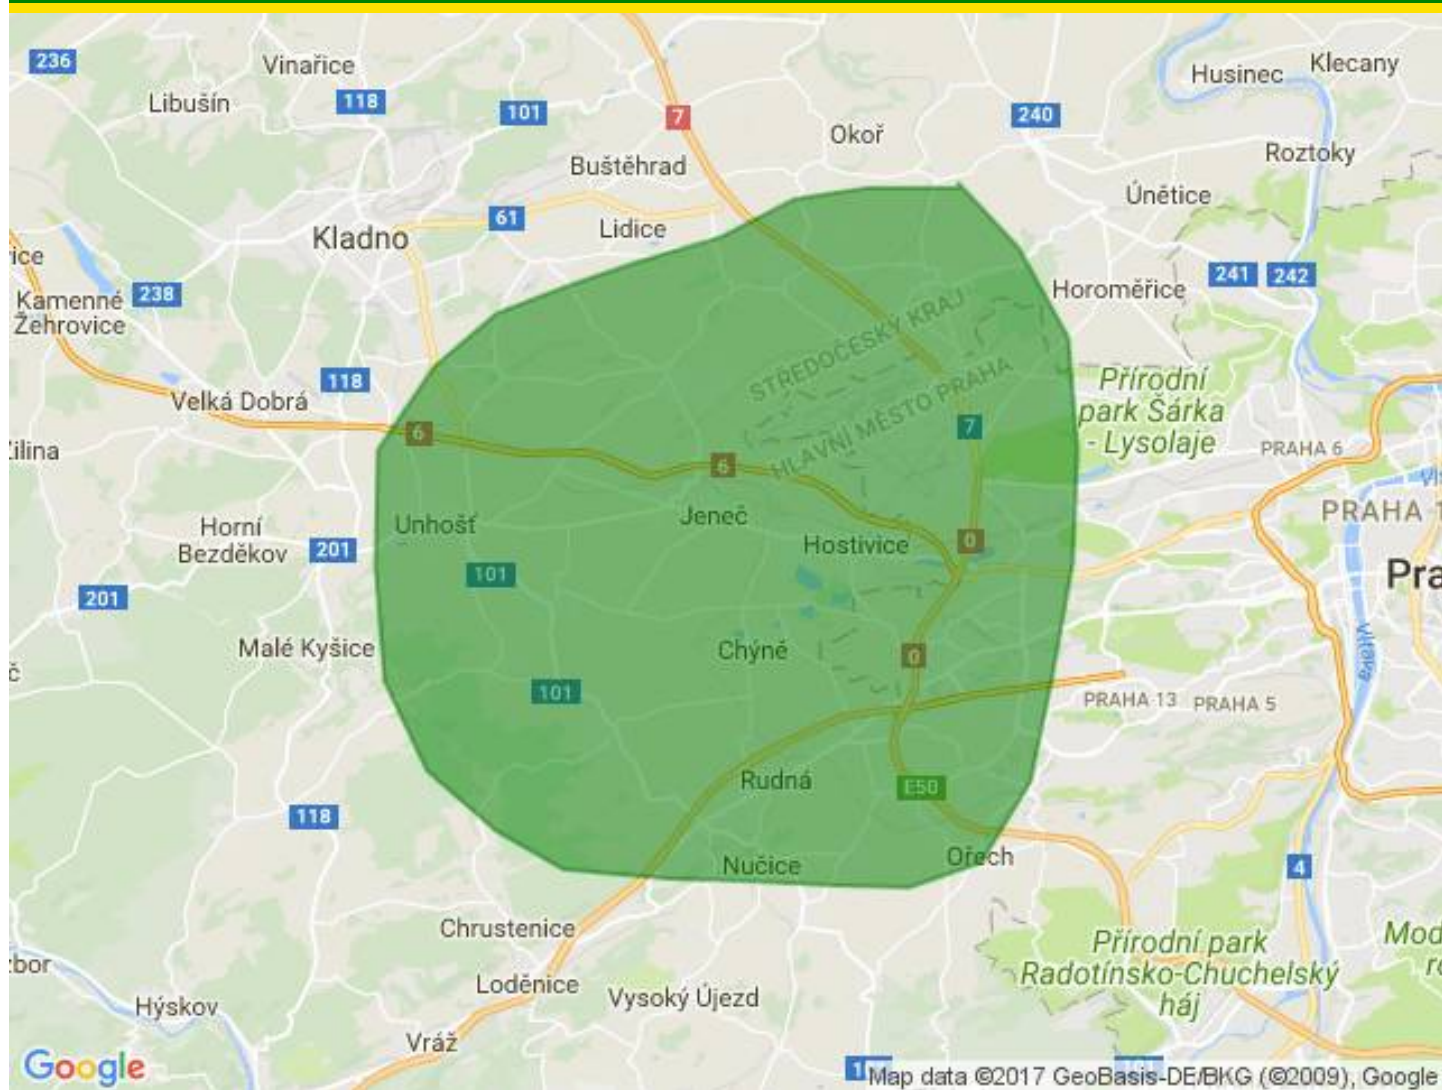 236
Vinařice
Klecany
Husinec
Libušín
118
101
7
240
Okoř
Roztoky
Buštěhrad
Únětice
61
Lidice
Kladno
ice
241
242
Horoměřice
238
Kamenné
Žehrovice
STŘEDOČESKÝ KRAJ
HLAVNÍ MĚSTO PRAHA
118
Přírodní
park Šárka
- Lysolaje
Velká Dobrá
6
7
PRAHA 6
6
Jeneč
Unhošť
Horní
Bezděkov
201
PRAHA 1
Hostivice
0
101
Pra
201
Malé Kyšice
Chýně
0
Vltava
č
101
PRAHA 13
PRAHA 5
Rudná
E50
118
Nučice
Ořech
4
Chrustenice
Přírodní park
Radotínsko-Chuchelský
háj
Mod
Loděnice
Vysoký Újezd
Hýskov
Vráž
Google
Map data ©2017 GeoBasis-DE/BKG (©2009), Google